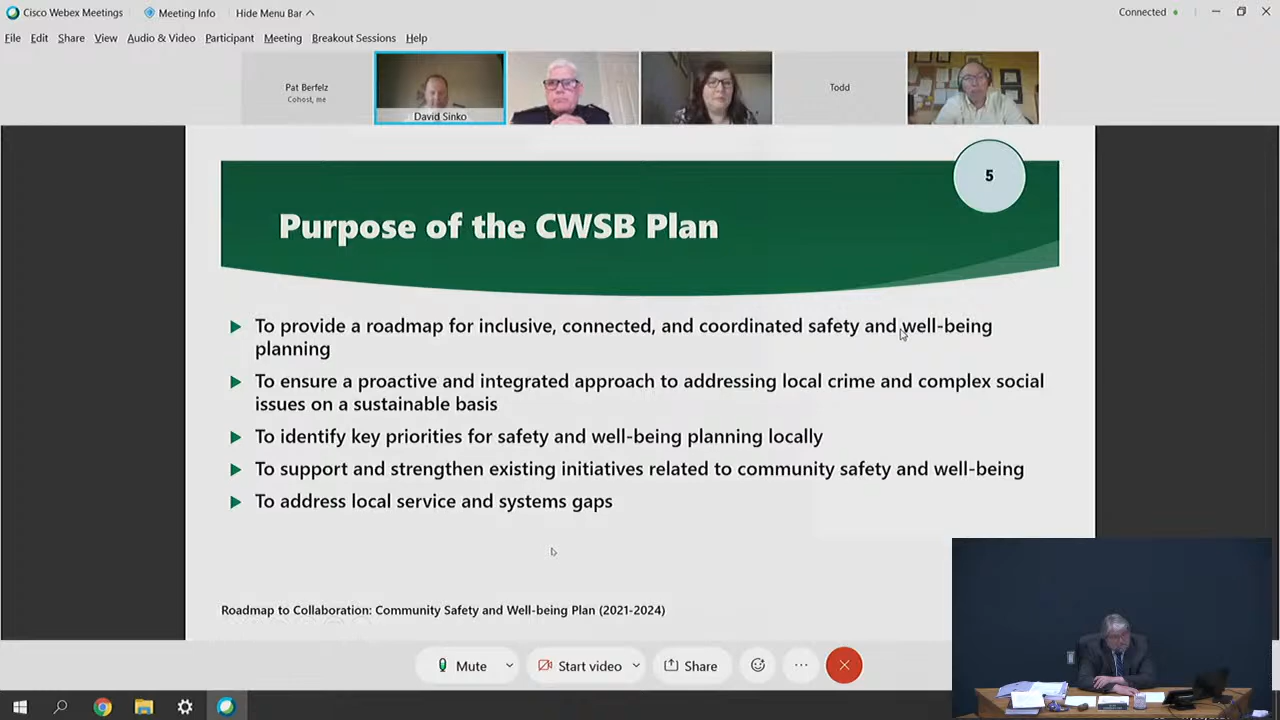 Cisco Webex Meetings
Meeting Info
Hide Menu Bar
Connected
File Edit Share View Audio & Video Participant Meeting Breakout Sessions Help
Pat Berfelz
Cohost, me
David Sinko
Todd
5
Purpose of the CWSB Plan
To provide a roadmap for inclusive, connected, and coordinated safety and well-being
planning
To ensure a proactive and integrated approach to addressing local crime and complex social
issues on a sustainable basis
To identify key priorities for safety and well-being planning locally
To support and strengthen existing initiatives related to community safety and well-being
To address local service and systems gaps
Roadmap to Collaboration: Community Safety and Well-being Plan (2021-2024)
Mute
Start video
Share